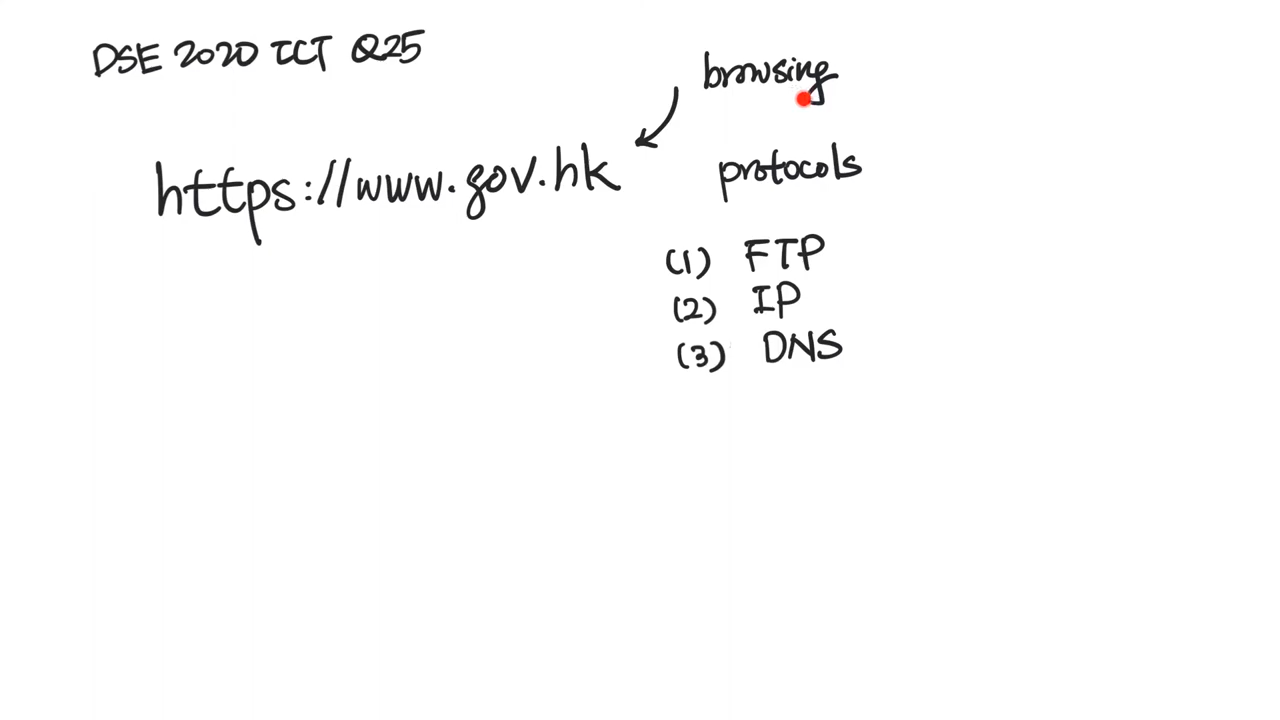 DSE 2020 ICT Q25
browsing
https://www.gov.hk
protocols
(1) FTP
(2) IP
(3) DNS